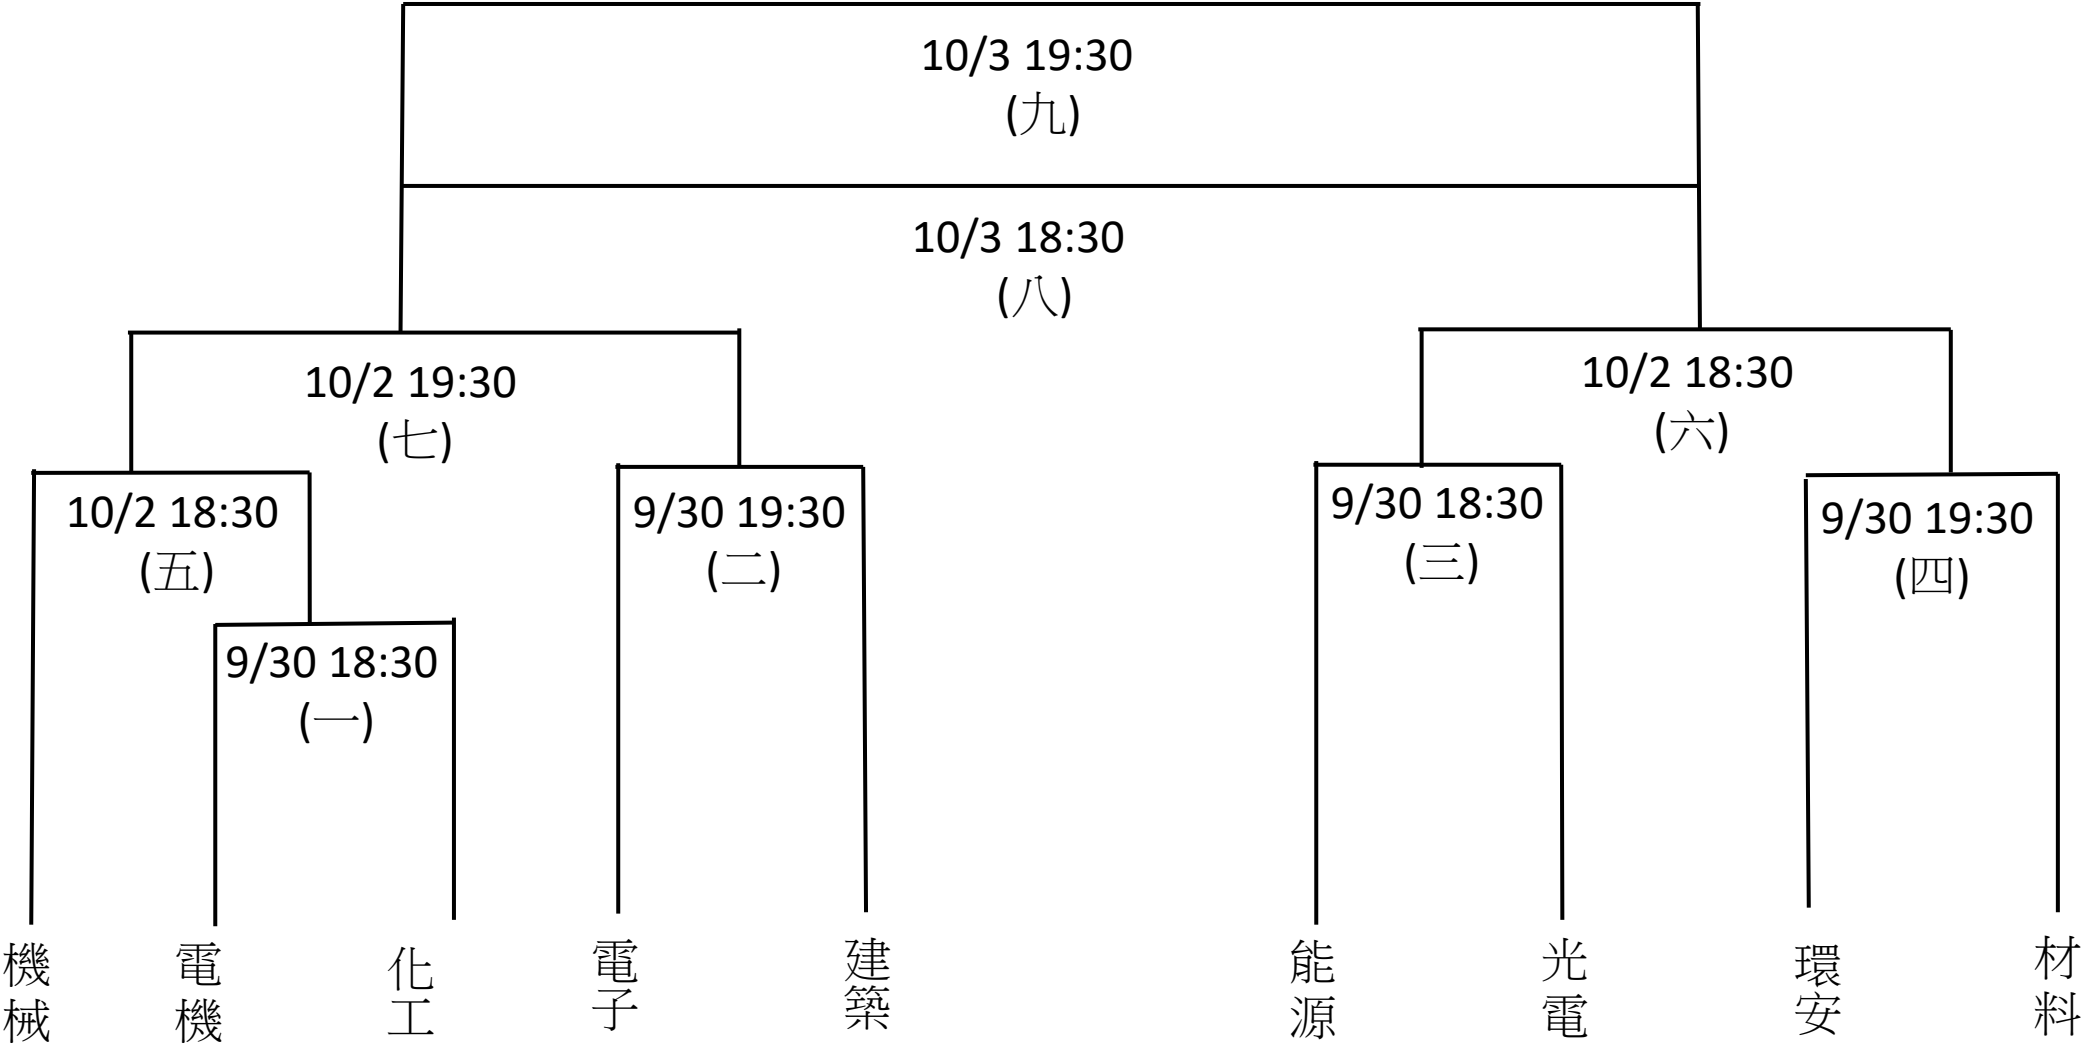 10/3 19:30
(九)
10/3 18:30
(八)
10/2 19:30
(七)
10/2 18:30
(六)
10/2 18:30
(五)
9/30 19:30
(二)
9/30 18:30
(三)
9/30 19:30
(四)
9/30 18:30
(一)
機械
電機
化工
電子
建築
能源
光電
環安
材料